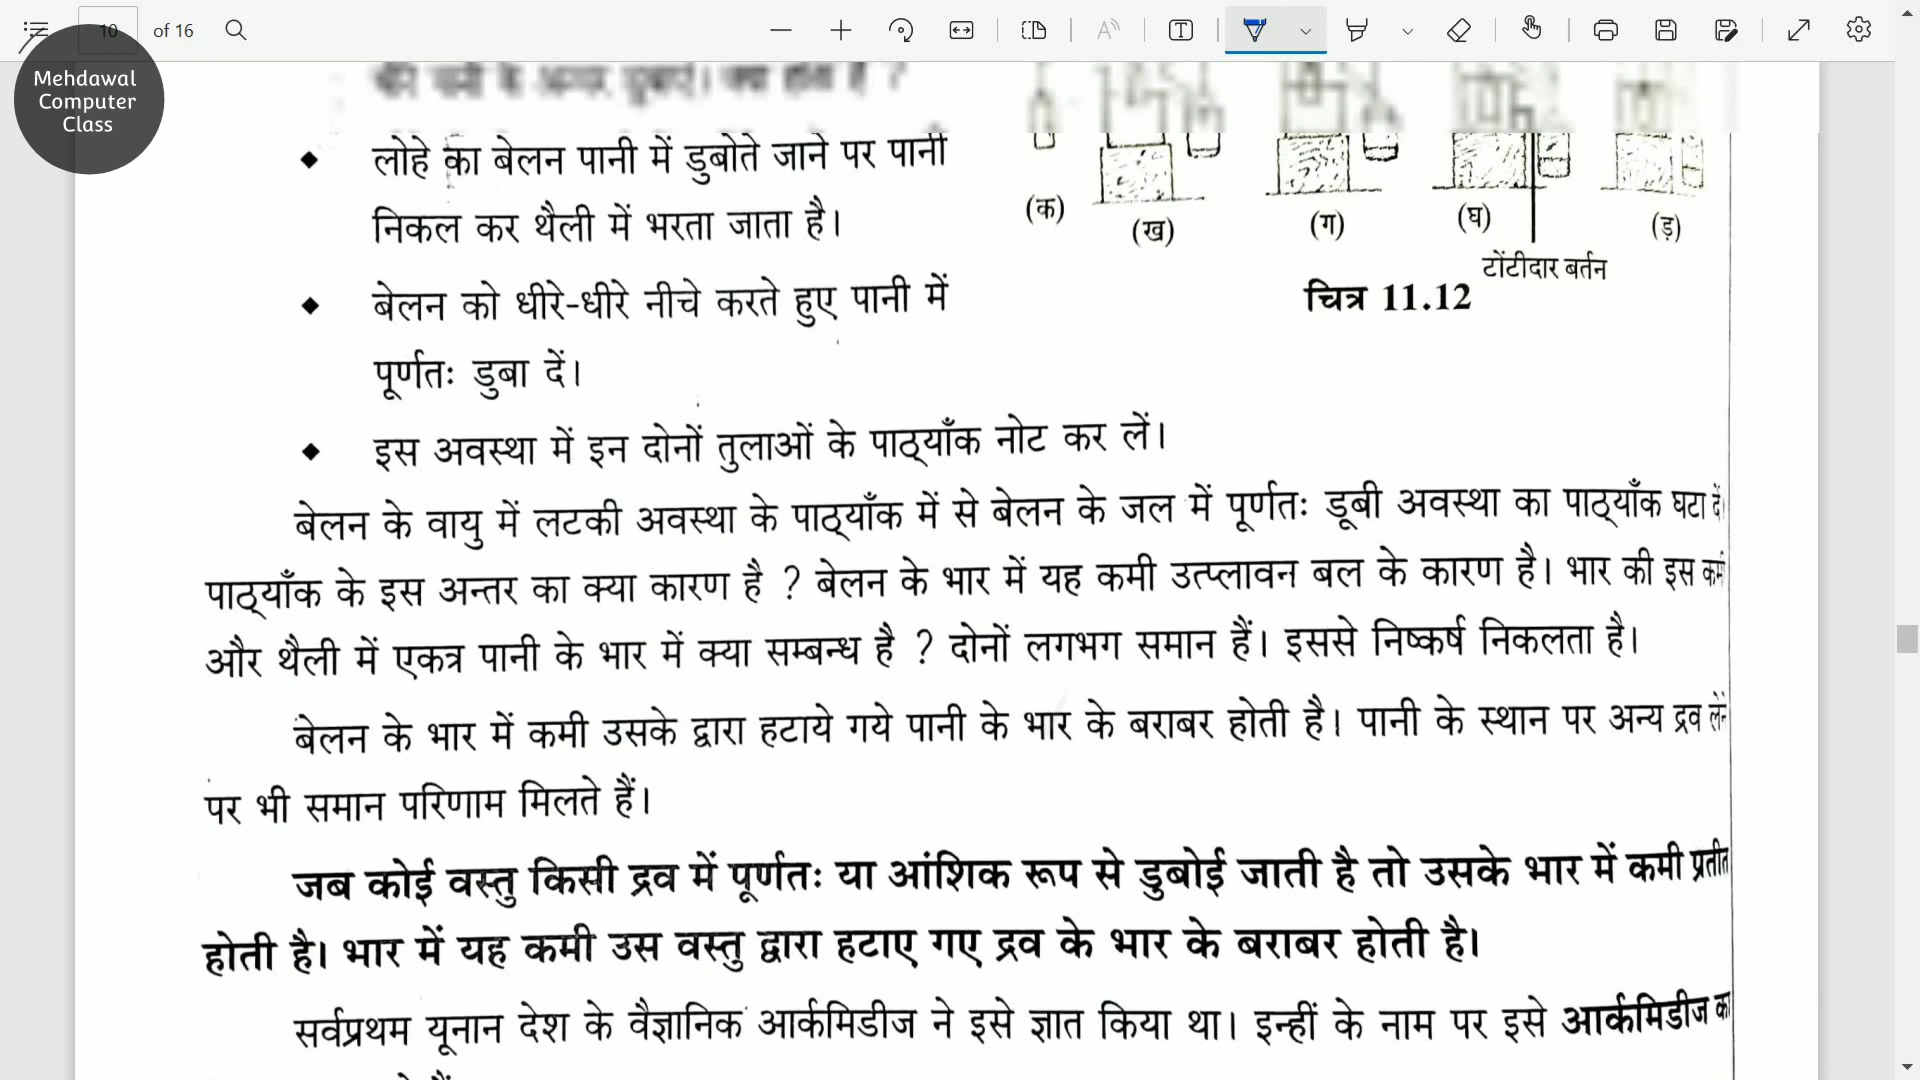 10 of 16
Mehdawal
Computer
Class
लोहे का बेलन पानी में डुबोते जाने पर पानी
निकल कर थैली में भरता जाता है।
बेलन को धीरे-धीरे नीचे करते हुए पानी में
पूर्णतः डुबा दें।
(क) (ख) (ग) (घ) (ड़)
टोंटीदार बर्तन
चित्र 11.12
इस अवस्था में इन दोनों तुलाओं के पाठ्याँक नोट कर लें।
बेलन के वायु में लटकी अवस्था के पाठ्याँक में से बेलन के जल में पूर्णतः डूबी अवस्था का पाठ्याँक घटा दें
पाठ्याँक के इस अन्तर का क्या कारण है ? बेलन के भार में यह कमी उत्प्लावन बल के कारण है। भार की इस कमी
और थैली में एकत्र पानी के भार में क्या सम्बन्ध है ? दोनों लगभग समान हैं। इससे निष्कर्ष निकलता है।
बेलन के भार में कमी उसके द्वारा हटाये गये पानी के भार के बराबर होती है। पानी के स्थान पर अन्य द्रव लेने
पर भी समान परिणाम मिलते हैं।
जब कोई वस्तु किसी द्रव में पूर्णतः या आंशिक रूप से डुबोई जाती है तो उसके भार में कमी प्रतीत
होती है। भार में यह कमी उस वस्तु द्वारा हटाए गए द्रव के भार के बराबर होती है।
सर्वप्रथम यूनान देश के वैज्ञानिक आर्कमिडीज ने इसे ज्ञात किया था। इन्हीं के नाम पर इसे आर्कमिडीज का